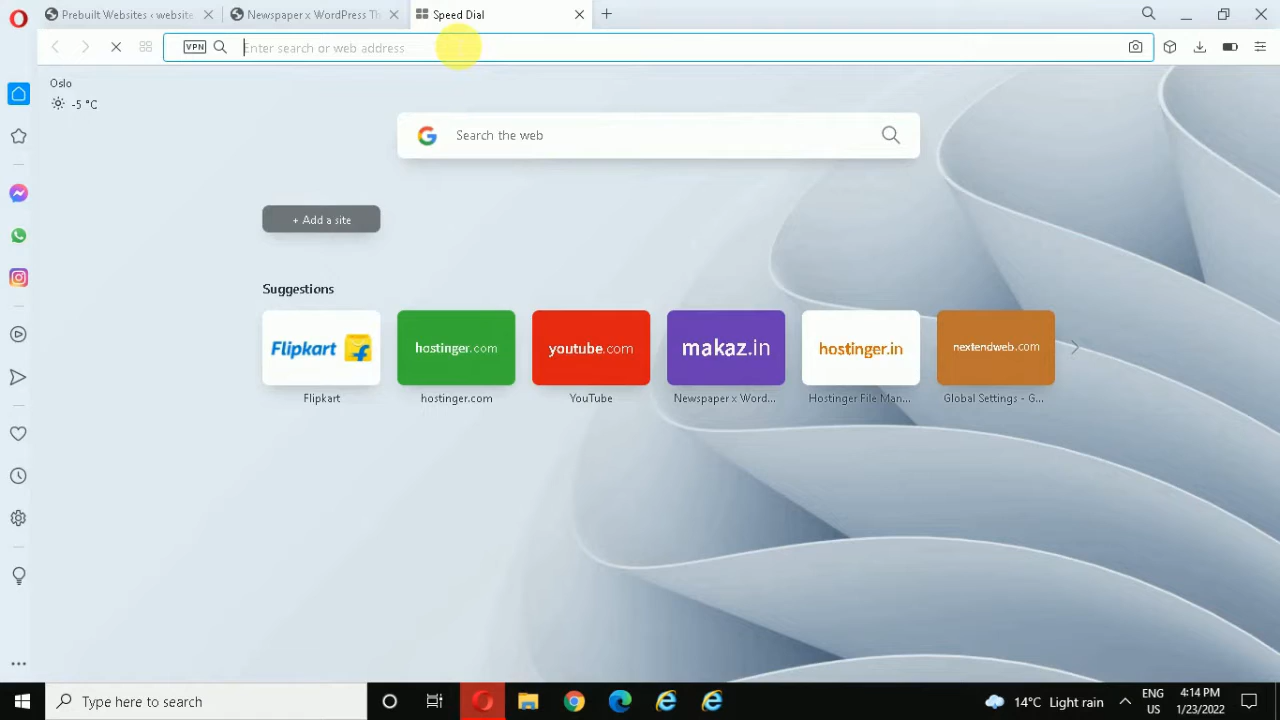 Prebuilt Websites ‹ website
Newspaper x WordPress Th
Speed Dial
VPN
Enter search or web address
Oslo
-5 °C
Search the web
+ Add a site
Suggestions
Flipkart
hostinger.com
youtube.com
makaz.in
hostinger.in
nextendweb.com
Flipkart
hostinger.com
YouTube
Newspaper x Word...
Hostinger File Man...
Global Settings - G...
Type here to search
14°C Light rain
ENG
US
4:14 PM
1/23/2022